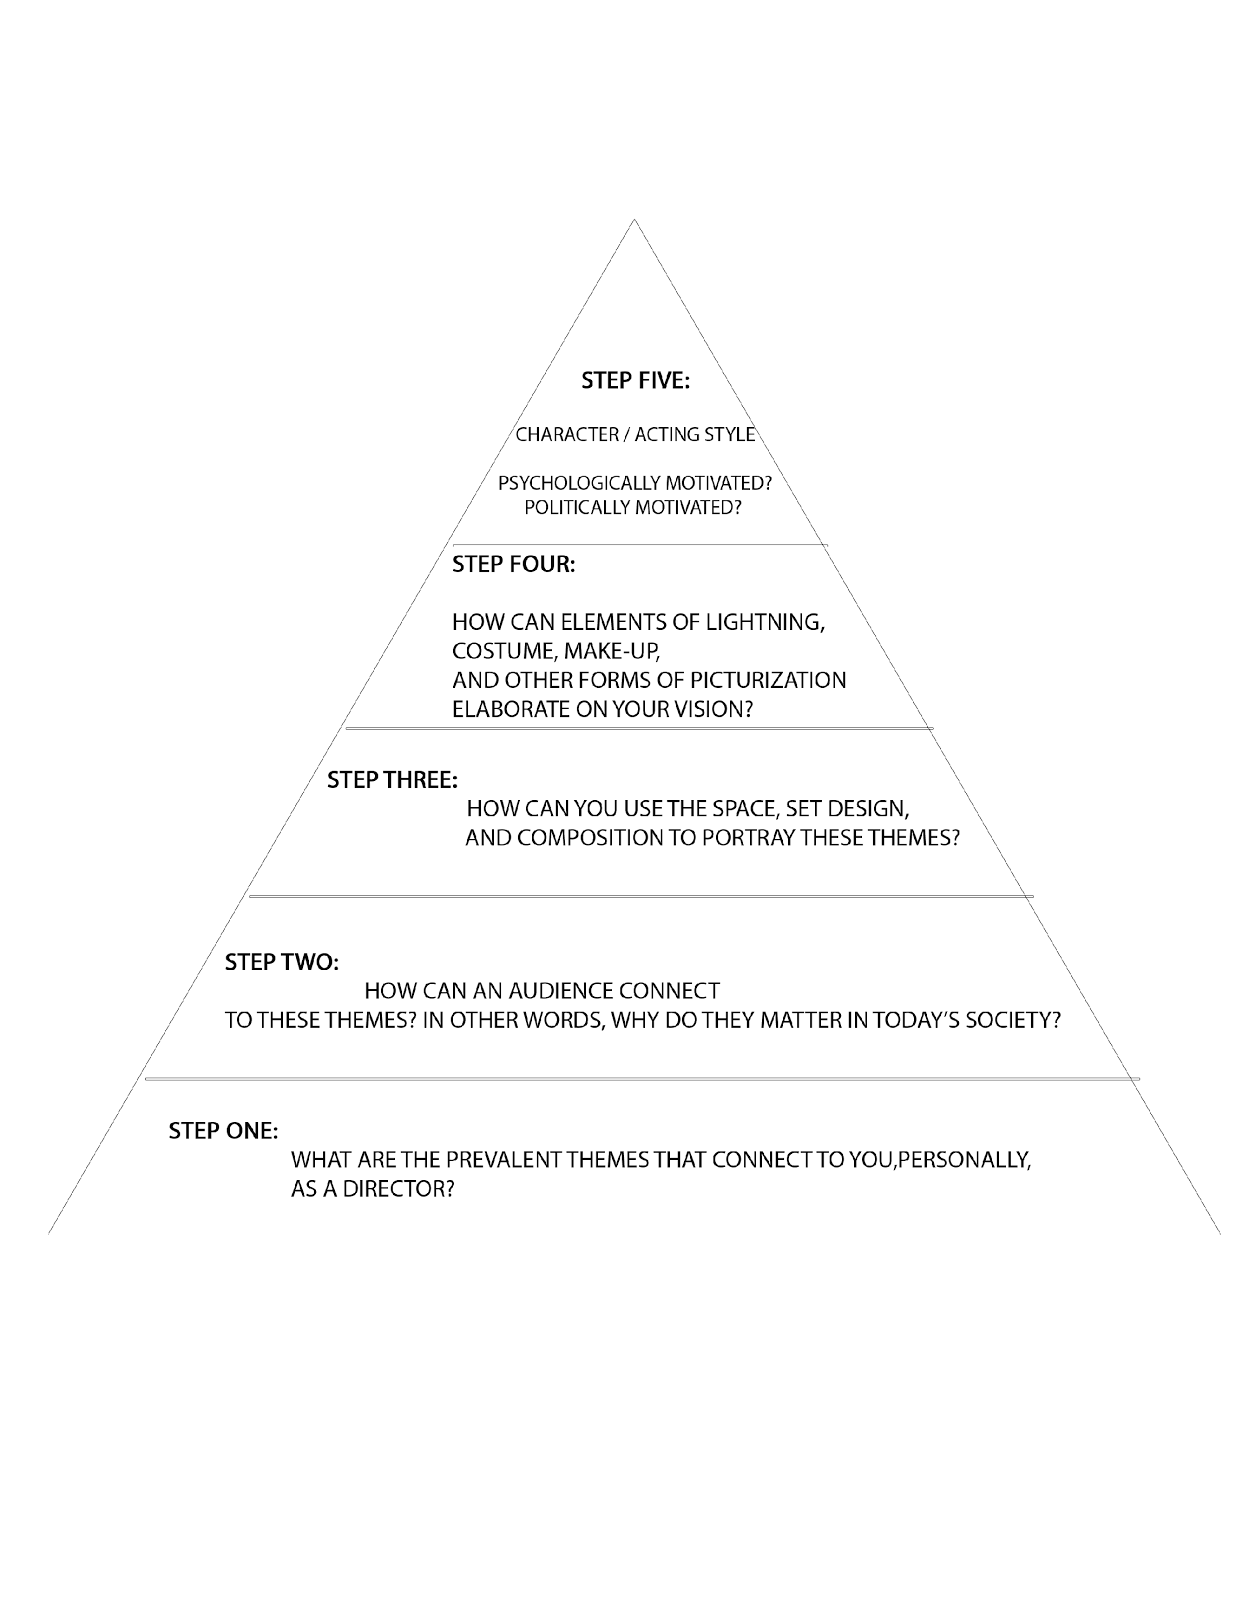 STEP FIVE:
CHARACTER / ACTING STYLE
PSYCHOLOGICALLY MOTIVATED?
POLITICALLY MOTIVATED?
STEP FOUR:
HOW CAN ELEMENTS OF LIGHTNING,
COSTUME, MAKE-UP,
AND OTHER FORMS OF PICTURIZATION
ELABORATE ON YOUR VISION?
STEP THREE:
HOW CAN YOU USE THE SPACE, SET DESIGN,
AND COMPOSITION TO PORTRAY THESE THEMES?
STEP TWO:
HOW CAN AN AUDIENCE CONNECT
TO THESE THEMES? IN OTHER WORDS, WHY DO THEY MATTER IN TODAY'S SOCIETY?
STEP ONE:
WHAT ARE THE PREVALENT THEMES THAT CONNECT TO YOU,PERSONALLY,
AS A DIRECTOR?